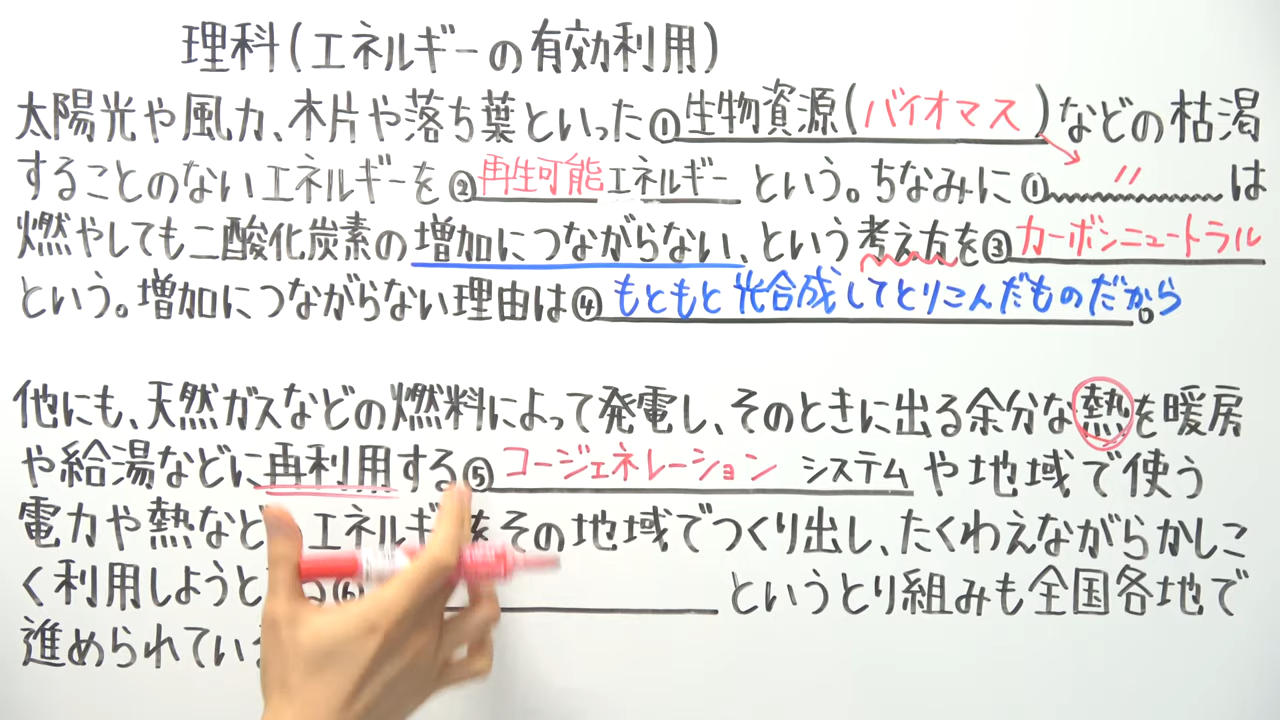 理科(エネルギーの有効利用)
太陽光や風力、木片や落ち葉といった①生物資源(バイオマス)などの枯渇
することのないエネルギーを②再生可能エネルギーという。ちなみに①〃は
燃やしても二酸化炭素の増加につながらない、という考え方を③カーボンニュートラル
という。増加につながらない理由は④もともと光合成してとりこんだものだから。
他にも、天然ガスなどの燃料によって発電し、そのときに出る余分な熱を暖房
や給湯などに再利用する⑤コージェネレーションシステムや地域で使う
電力や熱など エネルギーをその地域でつくり出し、たくわえながらかしこ
く利用しようと ⑥ というとり組みも全国各地で
進められてい